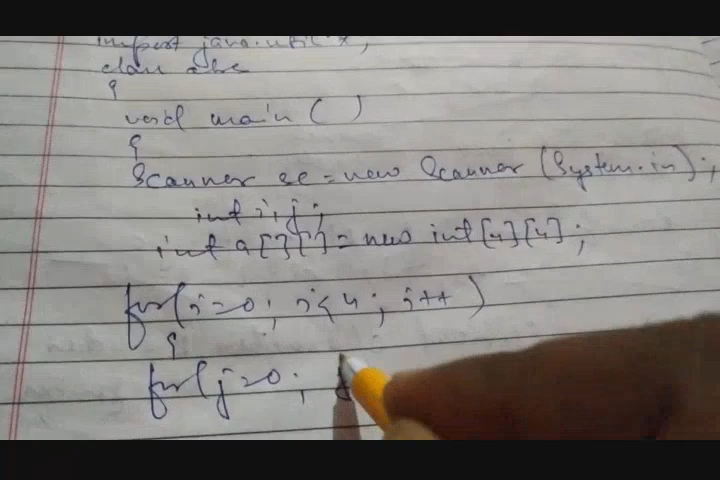 import java.util.*;
class abc
{
void main ( )
{
Scanner sc = new Scanner (System.in);
int i,j;
int a[][] = new int[4][4];
for(i=0; i<4; i++)
{
for(j=0; j